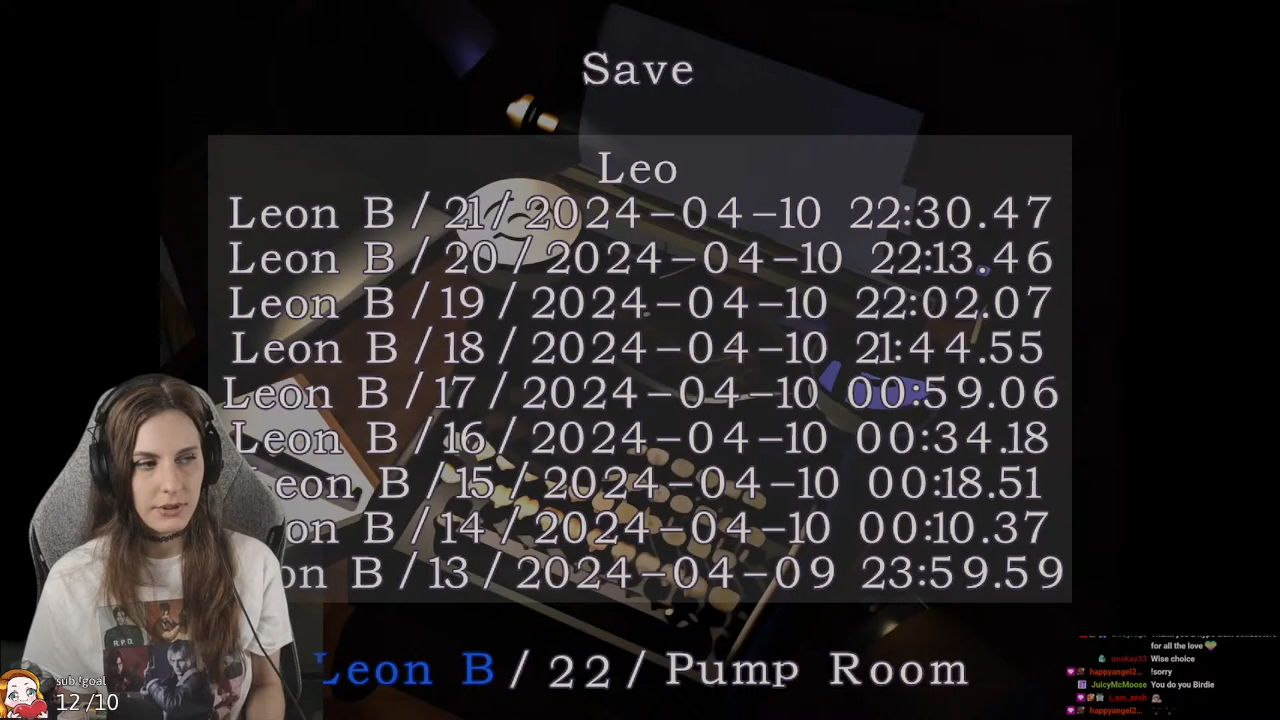 Save
Leo
Leon B / 21 / 2024-04-10 22:30.47
Leon B / 20 / 2024-04-10 22:13.46
Leon B / 19 / 2024-04-10 22:02.07
Leon B / 18 / 2024-04-10 21:44.55
Leon B / 17 / 2024-04-10 00:59.06
Leon B / 16 / 2024-04-10 00:34.18
eon B / 15 / 2024-04-10 00:18.51
on B / 14 / 2024-04-10 00:10.37
on B / 13 / 2024-04-09 23:59.59
Leon B / 22 / Pump Room
R.P.D.
sub !goal
12/10
for all the love
unokay33 Wise choice
happyangel2... !sorry
JuicyMcMoose You do you Birdie
i_am_zesh
happyangel2...